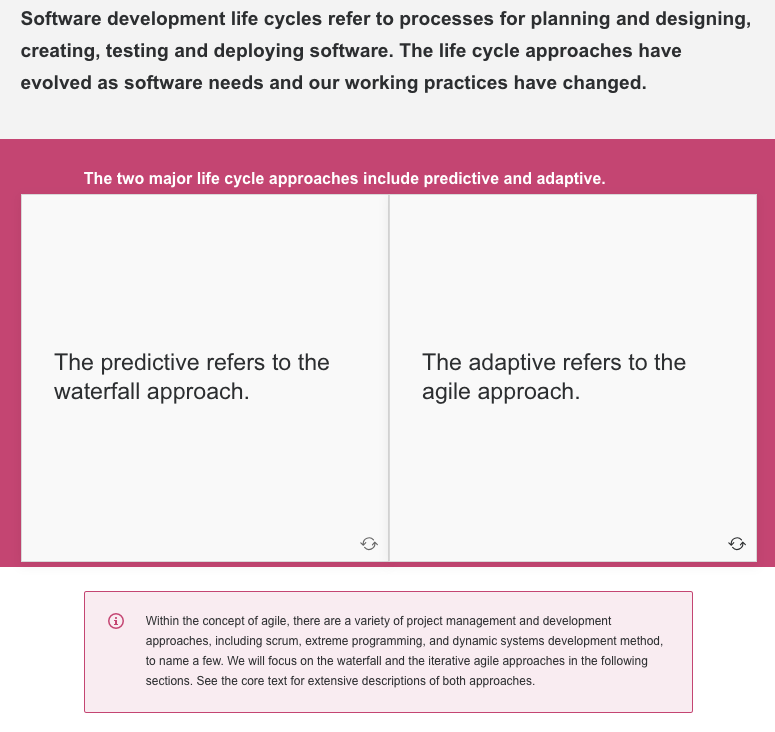 Software development life cycles refer to processes for planning and designing,
creating, testing and deploying software. The life cycle approaches have
evolved as software needs and our working practices have changed.
The two major life cycle approaches include predictive and adaptive.
The predictive refers to the
waterfall approach.
The adaptive refers to the
agile approach.
Within the concept of agile, there are a variety of project management and development
approaches, including scrum, extreme programming, and dynamic systems development method,
to name a few. We will focus on the waterfall and the iterative agile approaches in the following
sections. See the core text for extensive descriptions of both approaches.